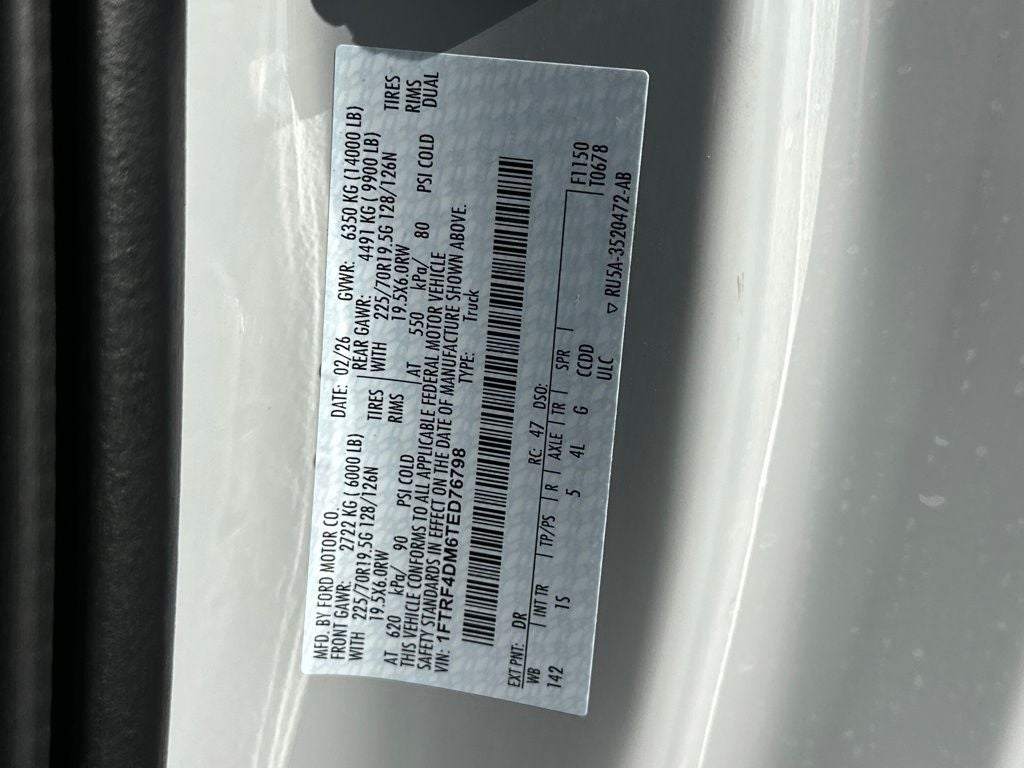 MFD. BY FORD MOTOR CO.
DATE: 02/26 GVWR: 6350 KG (14000 LB)
FRONT GAWR: 2722 KG ( 6000 LB) REAR GAWR: 4491 KG ( 9900 LB)
WITH 225/70R19.5G 128/126N TIRES WITH 225/70R19.5G 128/126N TIRES
19.5X6.0RW RIMS 19.5X6.0RW RIMS
AT 620 kPa/ 90 PSI COLD AT 550 kPa/ 80 PSI COLD DUAL
THIS VEHICLE CONFORMS TO ALL APPLICABLE FEDERAL MOTOR VEHICLE
SAFETY STANDARDS IN EFFECT ON THE DATE OF MANUFACTURE SHOWN ABOVE.
VIN: 1FTRF4DM6TED76798 TYPE: Truck
EXT PNT: DR RC: 47 DSO:
WB INT TR TP/PS R AXLE TR SPR F1150
142 TS 5 4L G CCOD T0678
ULC
▽ RU5A-3520472-AB